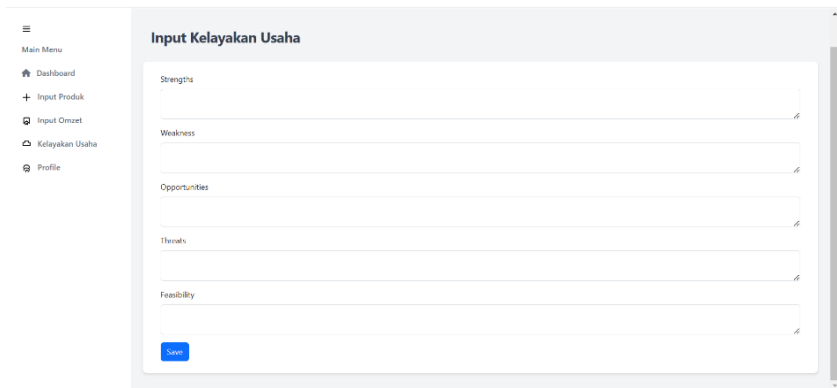 Main Menu
Dashboard
Input Produk
Input Omzet
Kelayakan Usaha
Profile
Input Kelayakan Usaha
Strengths
Weakness
Opportunities
Threats
Feasibility
Save